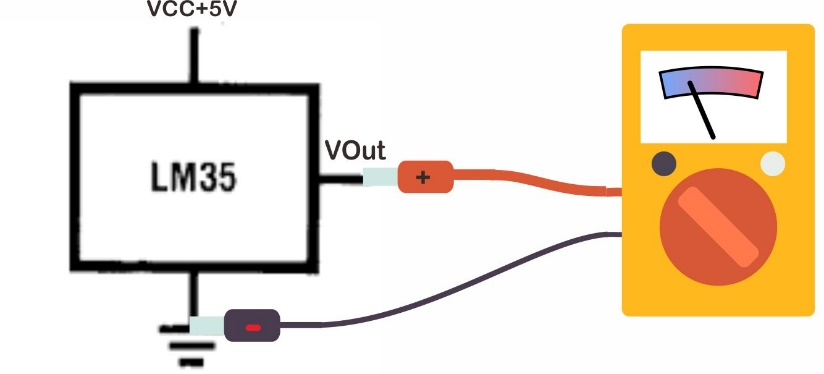 VCC+5V
LM35
VOut
+
-